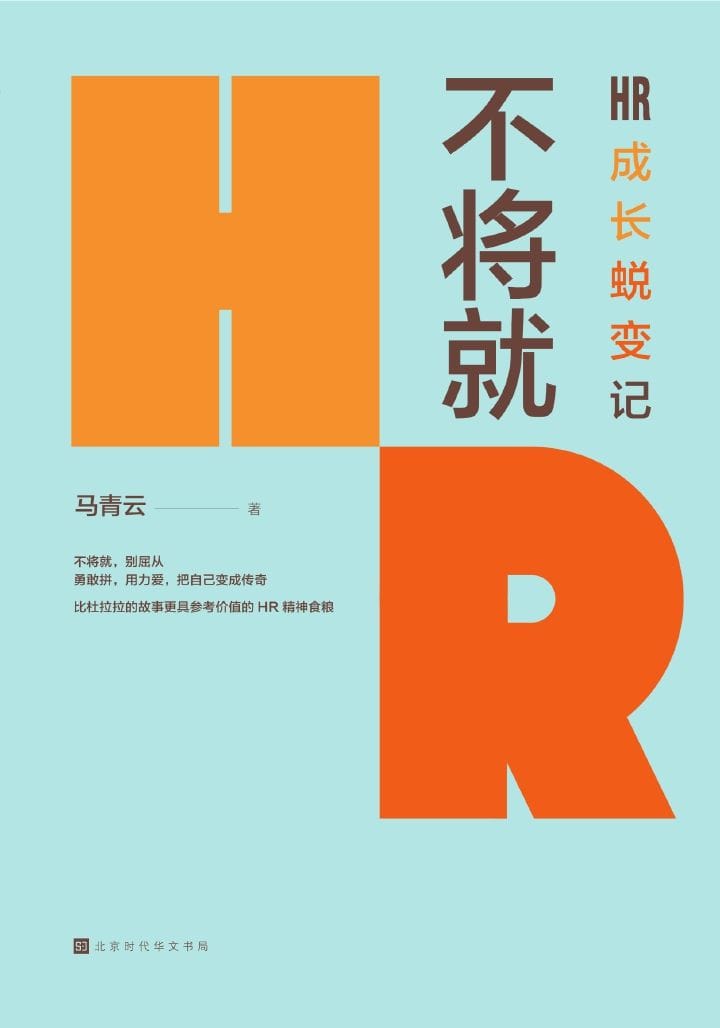 HR
不将就
HR成长蜕变记
马青云 著
不将就，别屈从
勇敢拼，用力爱，把自己变成传奇
比杜拉拉的故事更具参考价值的 HR 精神食粮
北京时代华文书局